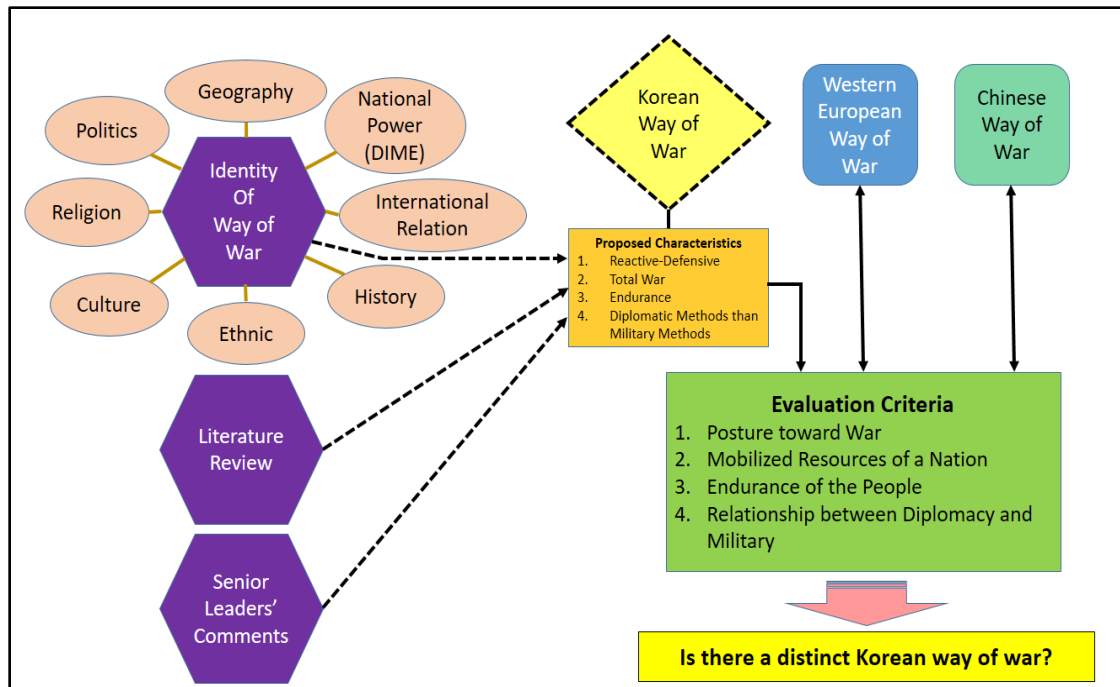 Geography
Politics
National
Power
(DIME)
Identity
Of
Way of
War
Religion
International
Relation
Culture
History
Ethnic
Literature
Review
Senior
Leaders’
Comments
Korean
Way of
War
Western
European
Way of
War
Chinese
Way of
War
Proposed Characteristics
1. Reactive-Defensive
2. Total War
3. Endurance
4. Diplomatic Methods than
Military Methods
Evaluation Criteria
1. Posture toward War
2. Mobilized Resources of a Nation
3. Endurance of the People
4. Relationship between Diplomacy and
Military
Is there a distinct Korean way of war?